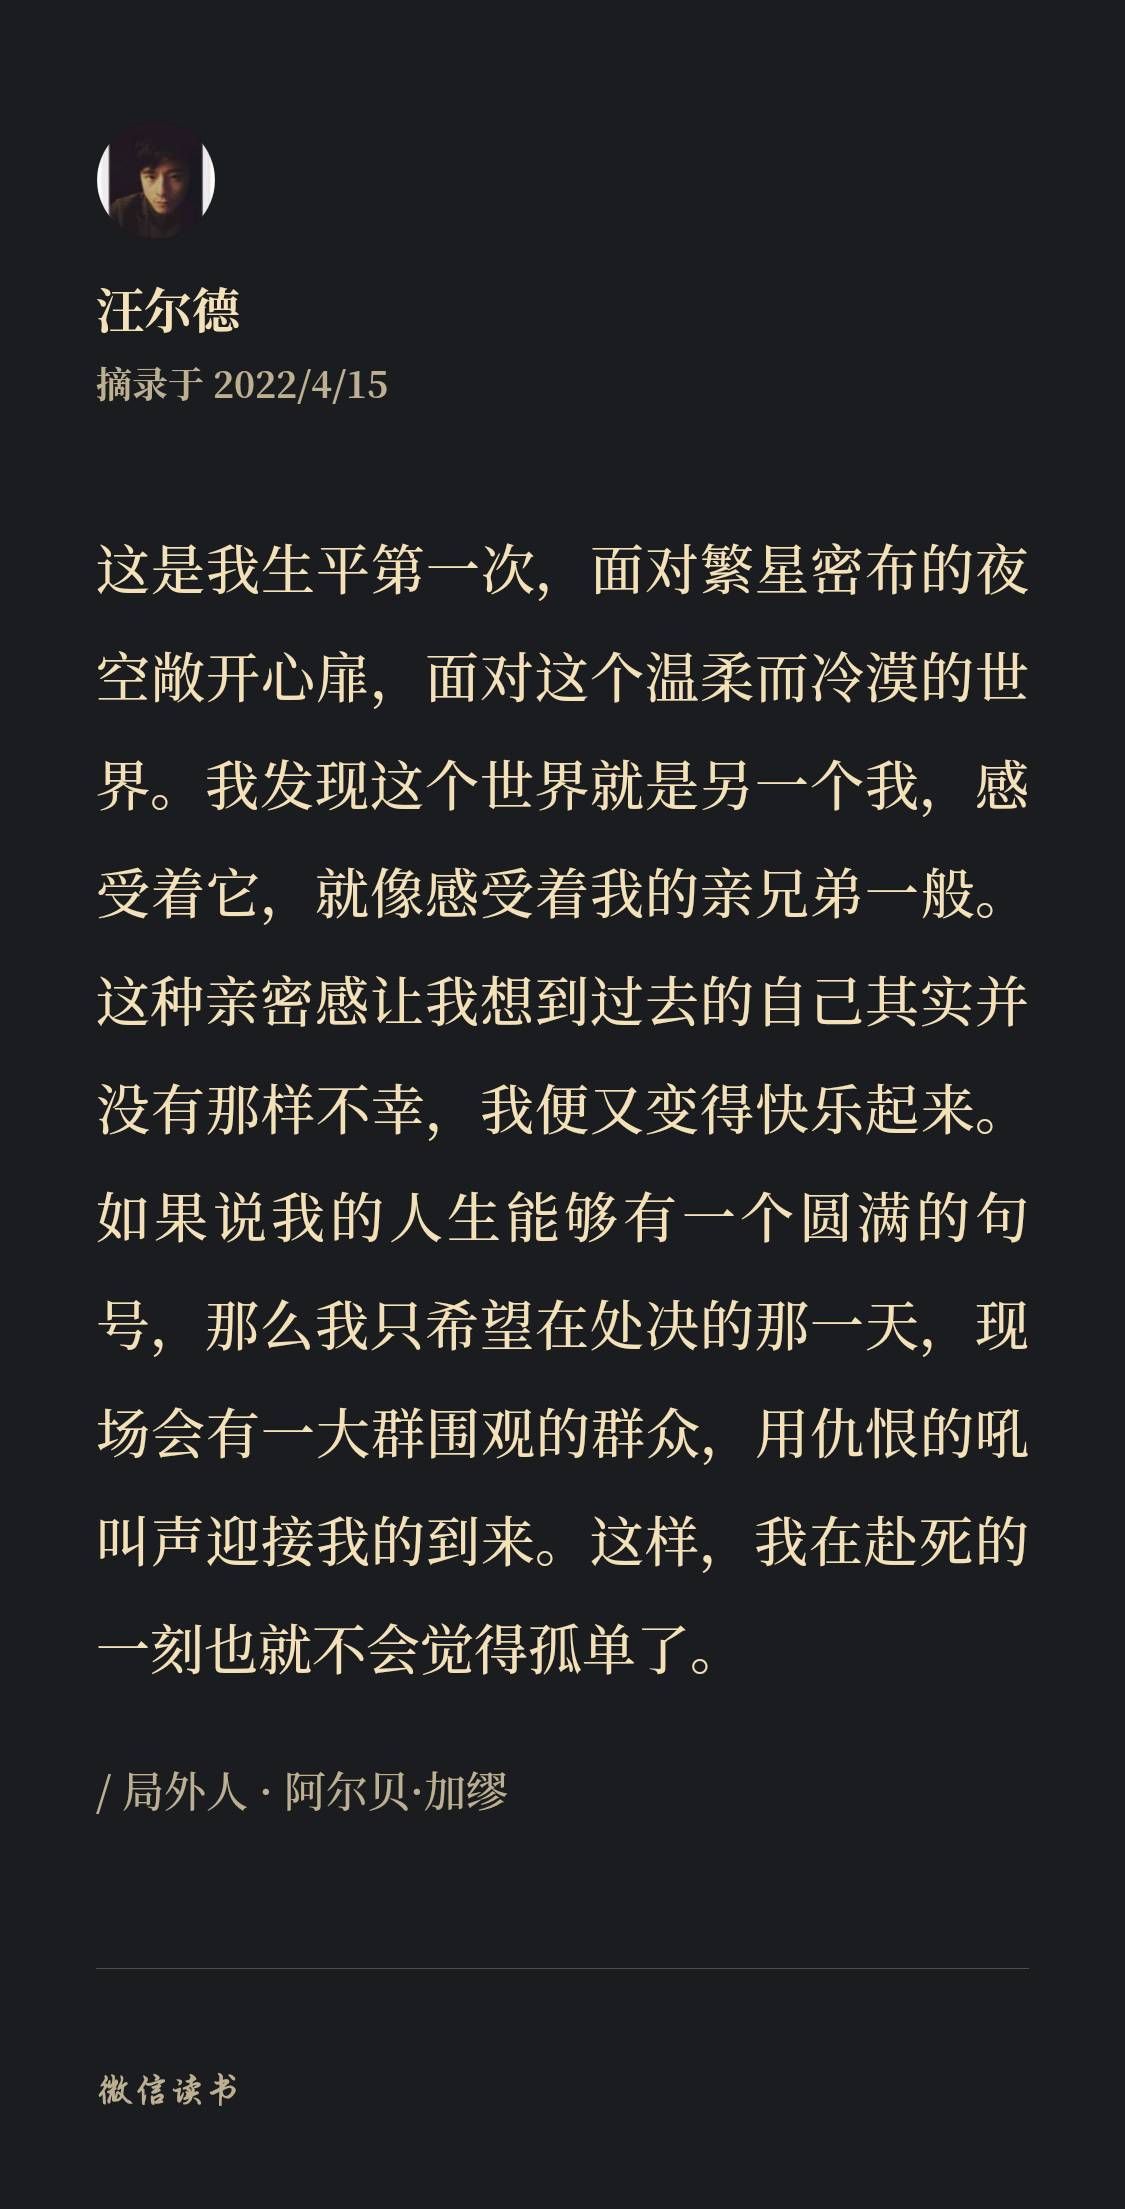 汪尔德
摘录于 2022/4/15
这是我生平第一次，面对繁星密布的夜
空敞开心扉，面对这个温柔而冷漠的世
界。我发现这个世界就是另一个我，感
受着它，就像感受着我的亲兄弟一般。
这种亲密感让我想到过去的自己其实并
没有那样不幸，我便又变得快乐起来。
如果说我的人生能够有一个圆满的句
号，那么我只希望在处决的那一天，现
场会有一大群围观的群众，用仇恨的吼
叫声迎接我的到来。这样，我在赴死的
一刻也就不会觉得孤单了。
/ 局外人 · 阿尔贝·加缪
微信读书